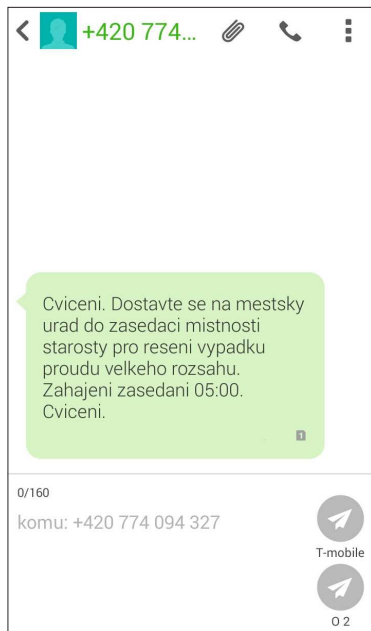 +420 774...
Cviceni. Dostavte se na mestsky
urad do zasedaci mistnosti
starosty pro reseni vypadku
proudu velkeho rozsahu.
Zahajeni zasedani 05:00.
Cviceni.
1
0/160
komu: +420 774 094 327
T-mobile
O 2